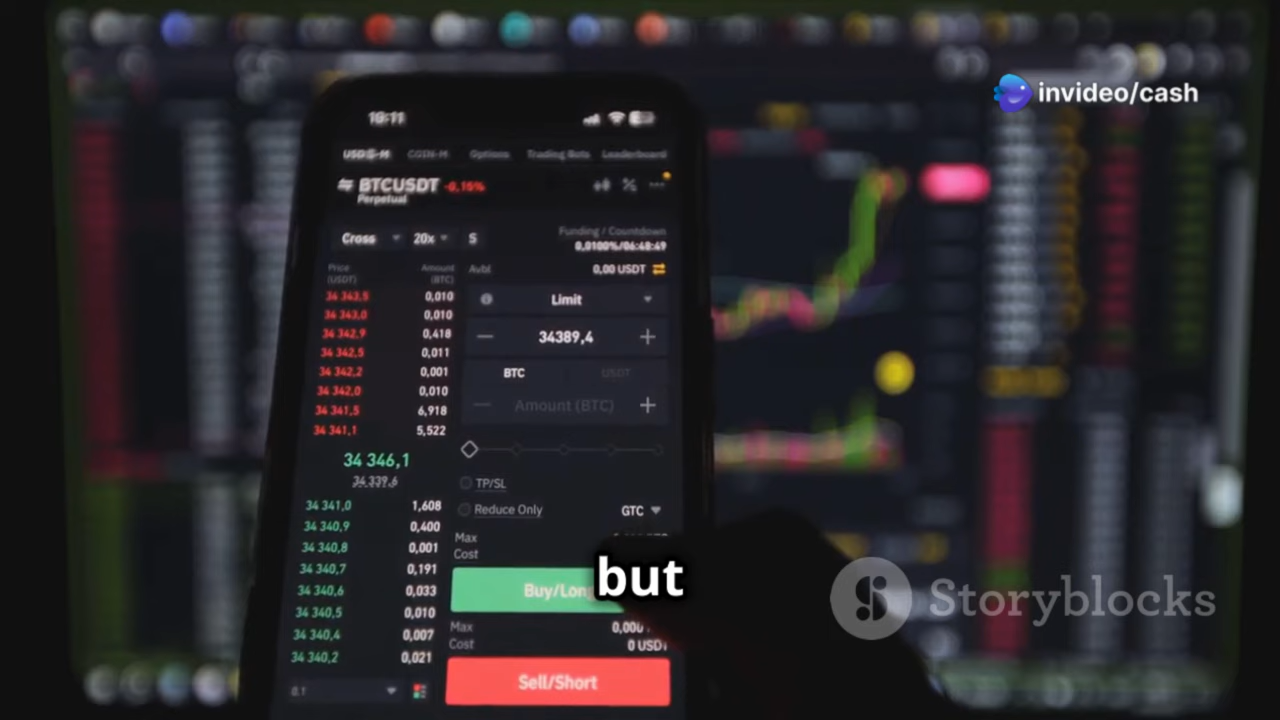 invideo/cash
10:11
USDⓈ-M COIN-M Options Trading Bots Leaderboard
BTCUSDT -0,15%
Perpetual
Cross 20x S
Funding / Countdown
0,0100%/06:48:49
Price (USDT) Amount (BTC)
Avbl 0,00 USDT
34 343,5 0,010
34 343,0 0,010
34 342,9 0,418
34 342,5 0,011
34 342,2 0,001
34 342,0 0,010
34 341,5 6,918
34 341,1 5,522
34 346,1
34 339,6
34 341,0 1,608
34 340,9 0,400
34 340,8 0,001
34 340,7 0,191
34 340,6 0,033
34 340,5 0,010
34 340,4 0,007
34 340,2 0,021
0.1
Limit
34389,4
BTC USDT
Amount (BTC)
TP/SL
Reduce Only GTC
Max
Cost
Buy/Long
Max 0,000
Cost 0 USDT
Sell/Short
but
Storyblocks